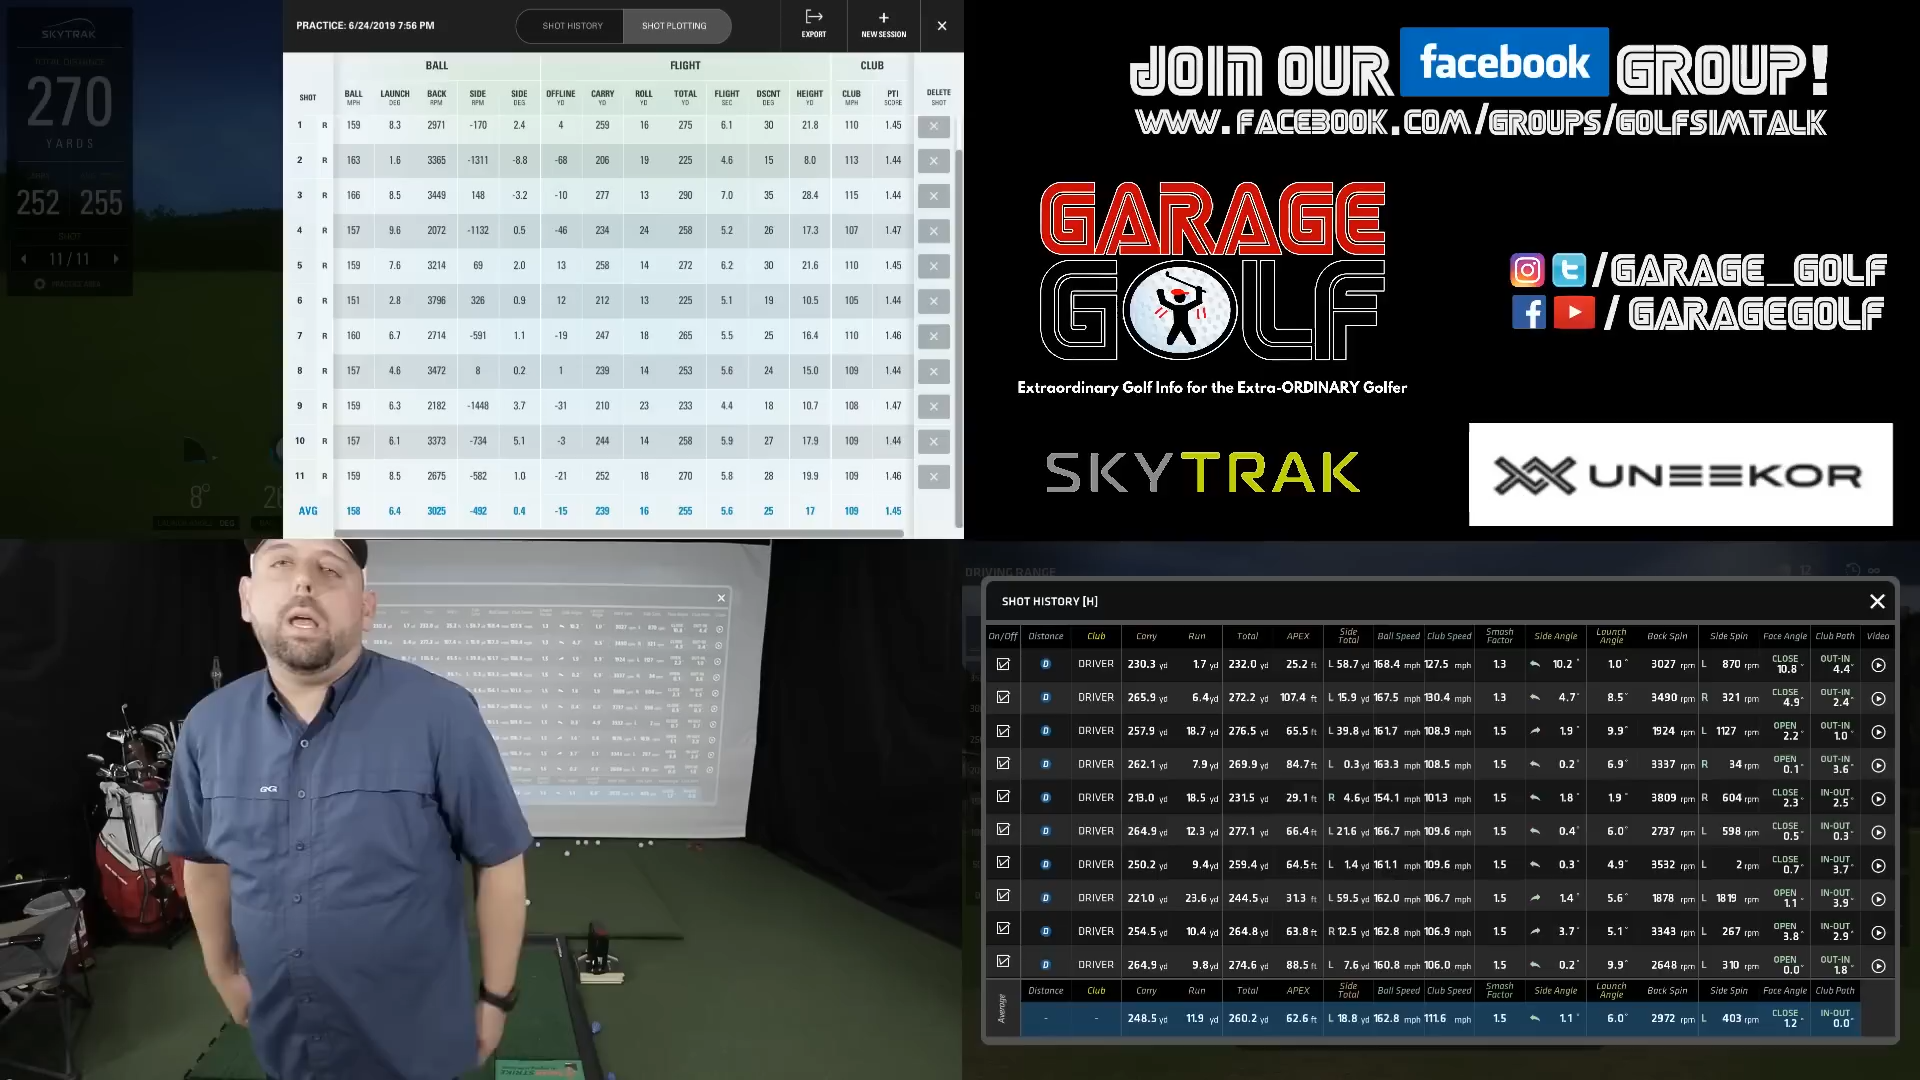 SKYTRAK
TOTAL DISTANCE
270
YARDS
252 255
SHOT
11 / 11
PRACTICE AREA
8°
LAUNCH ANGLE DEG
PRACTICE: 6/24/2019 7:56 PM
SHOT HISTORY SHOT PLOTTING
EXPORT
+
NEW SESSION
BALL FLIGHT CLUB
SHOT BALL LAUNCH BACK SIDE SIDE OFFLINE CARRY ROLL TOTAL FLIGHT DSCNT HEIGHT CLUB PTI DELETE
MPH DEG RPM RPM DEG YD YD YD YD SEC DEG YD MPH SCORE SHOT
1 R 159 8.3 2971 -170 2.4 4 259 16 275 6.1 30 21.8 110 1.45
2 R 163 1.6 3365 -1311 -8.8 -68 206 19 225 4.6 15 8.0 113 1.44
3 R 166 8.5 3449 148 -3.2 -10 277 13 290 7.0 35 28.4 115 1.44
4 R 157 9.6 2072 -1132 0.5 -46 234 24 258 5.2 26 17.3 107 1.47
5 R 159 7.6 3214 69 2.0 13 258 14 272 6.2 30 21.6 110 1.45
6 R 151 2.8 3796 326 0.9 12 212 13 225 5.1 19 10.5 105 1.44
7 R 160 6.7 2714 -591 1.1 -19 247 18 265 5.5 25 16.4 110 1.46
8 R 157 4.6 3472 8 0.2 1 239 14 253 5.6 24 15.0 109 1.44
9 R 159 6.3 2182 -1448 3.7 -31 210 23 233 4.4 18 10.7 108 1.47
10 R 157 6.1 3373 -734 5.1 -3 244 14 258 5.9 27 17.9 109 1.44
11 R 159 8.5 2675 -582 1.0 -21 252 18 270 5.8 28 19.9 109 1.46
AVG 158 6.4 3025 -492 0.4 -15 239 16 255 5.6 25 17 109 1.45
JOIN OUR facebook GROUP!
WWW.FACEBOOK.COM/GROUPS/GOLFSIMTALK
GARAGE
GOLF
Extraordinary Golf Info for the Extra-ORDINARY Golfer
/GARAGE_GOLF
/ GARAGEGOLF
SKYTRAK
UNEEKOR
GG
DRIVING RANGE
12
SHOT HISTORY [H]
On/Off Distance Club Carry Run Total APEX Side Total Ball Speed Club Speed Smash Factor Side Angle Launch Angle Back Spin Side Spin Face Angle Club Path Video
D DRIVER 230.3 yd 1.7 yd 232.0 yd 25.2 ft L 58.7 yd 168.4 mph 127.5 mph 1.3 10.2° 1.0° 3027 rpm L 870 rpm CLOSE 10.8° OUT-IN 4.4°
D DRIVER 265.9 yd 6.4 yd 272.2 yd 107.4 ft L 15.9 yd 167.5 mph 130.4 mph 1.3 4.7° 8.5° 3490 rpm R 321 rpm CLOSE 4.9° OUT-IN 2.4°
D DRIVER 257.9 yd 18.7 yd 276.5 yd 65.5 ft L 39.8 yd 161.7 mph 108.9 mph 1.5 1.9° 9.9° 1924 rpm L 1127 rpm OPEN 2.2° OUT-IN 1.0°
D DRIVER 262.1 yd 7.9 yd 269.9 yd 84.7 ft L 0.3 yd 163.3 mph 108.5 mph 1.5 0.2° 6.9° 3337 rpm R 34 rpm OPEN 0.1° IN-OUT 3.6°
D DRIVER 213.0 yd 18.5 yd 231.5 yd 29.1 ft R 4.6 yd 154.1 mph 101.3 mph 1.5 1.8° 1.9° 3809 rpm R 604 rpm CLOSE 2.3° IN-OUT 2.5°
D DRIVER 264.9 yd 12.3 yd 277.1 yd 66.4 ft L 21.6 yd 166.7 mph 109.6 mph 1.5 0.4° 6.0° 2737 rpm L 598 rpm CLOSE 0.5° IN-OUT 0.3°
D DRIVER 250.2 yd 9.4 yd 259.4 yd 64.5 ft L 1.4 yd 161.1 mph 109.6 mph 1.5 0.3° 4.9° 3532 rpm L 2 rpm CLOSE 0.7° IN-OUT 3.7°
D DRIVER 221.0 yd 23.6 yd 244.5 yd 31.3 ft L 59.5 yd 162.0 mph 106.7 mph 1.5 1.4° 5.6° 1878 rpm L 1819 rpm OPEN 1.1° IN-OUT 3.9°
D DRIVER 254.5 yd 10.4 yd 264.8 yd 63.8 ft R 12.5 yd 162.8 mph 106.9 mph 1.5 3.7° 5.1° 3343 rpm L 267 rpm OPEN 3.8° IN-OUT 2.9°
D DRIVER 264.9 yd 9.8 yd 274.6 yd 88.5 ft L 7.6 yd 160.8 mph 106.0 mph 1.5 0.2° 9.9° 2648 rpm L 310 rpm OPEN 0.0° OUT-IN 1.8°
Average Distance Club Carry Run Total APEX Side Total Ball Speed Club Speed Smash Factor Side Angle Launch Angle Back Spin Side Spin Face Angle Club Path
- - 248.5 yd 11.9 yd 260.2 yd 62.6 ft L 18.8 yd 162.8 mph 111.6 mph 1.5 1.1° 6.0° 2972 rpm L 403 rpm CLOSE 1.2° IN-OUT 0.0°